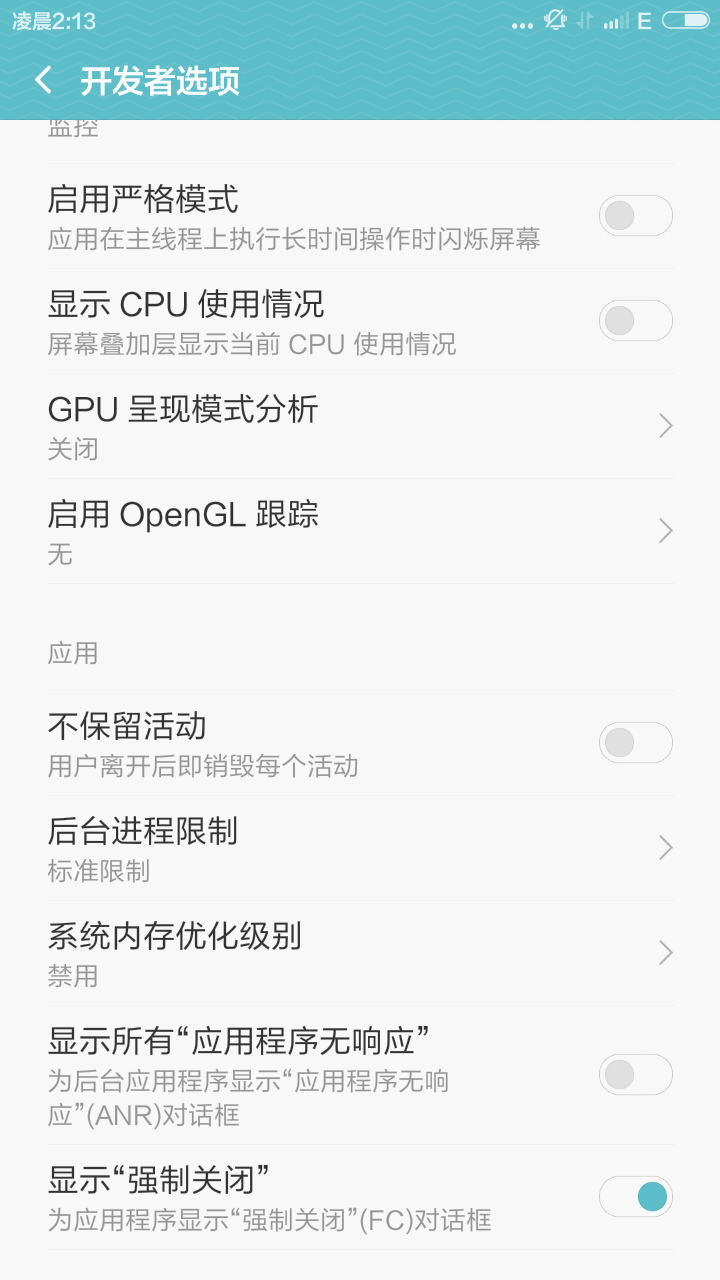 凌晨2:13
E
开发者选项
监控
启用严格模式
应用在主线程上执行长时间操作时闪烁屏幕
显示 CPU 使用情况
屏幕叠加层显示当前 CPU 使用情况
GPU 呈现模式分析
关闭
启用 OpenGL 跟踪
无
应用
不保留活动
用户离开后即销毁每个活动
后台进程限制
标准限制
系统内存优化级别
禁用
显示所有“应用程序无响应”
为后台应用程序显示“应用程序无响
应”(ANR)对话框
显示“强制关闭”
为应用程序显示“强制关闭”(FC)对话框